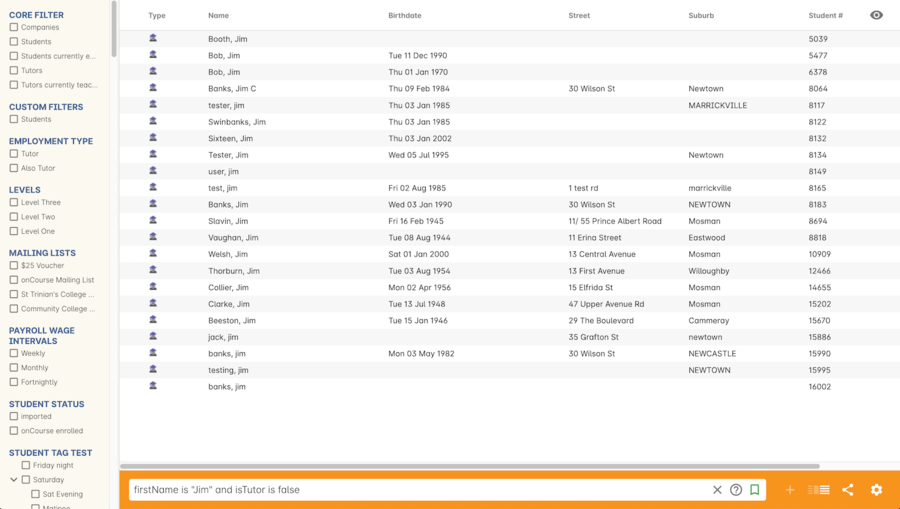 CORE FILTER
Companies
Students
Students currently e...
Tutors
Tutors currently teac...
CUSTOM FILTERS
Students
EMPLOYMENT TYPE
Tutor
Also Tutor
LEVELS
Level Three
Level Two
Level One
MAILING LISTS
$25 Voucher
onCourse Mailing List
St Trinian's College ...
Community College ...
PAYROLL WAGE
INTERVALS
Weekly
Monthly
Fortnightly
STUDENT STATUS
imported
onCourse enrolled
STUDENT TAG TEST
Friday night
Saturday
Sat Evening
Matinee
Type Name Birthdate Street Suburb Student #
Booth, Jim 5039
Bob, Jim Tue 11 Dec 1990 5477
Bob, Jim Thu 01 Jan 1970 6378
Banks, Jim C Thu 09 Feb 1984 30 Wilson St Newtown 8064
tester, jim Thu 03 Jan 1985 MARRICKVILLE 8117
Swinbanks, Jim Thu 03 Jan 1985 8122
Sixteen, Jim Thu 03 Jan 2002 8132
Tester, Jim Wed 05 Jul 1995 Newtown 8134
user, jim 8149
test, jim Fri 02 Aug 1985 1 test rd marrickville 8165
Banks, Jim Wed 03 Jan 1990 30 Wilson St NEWTOWN 8183
Slavin, Jim Fri 16 Feb 1945 11/ 55 Prince Albert Road Mosman 8694
Vaughan, Jim Tue 08 Aug 1944 11 Erina Street Eastwood 8818
Welsh, Jim Sat 01 Jan 2000 13 Central Avenue Mosman 10909
Thorburn, Jim Tue 03 Aug 1954 13 First Avenue Willoughby 12466
Collier, Jim Mon 02 Apr 1956 15 Elfrida St Mosman 14655
Clarke, Jim Tue 13 Jul 1948 47 Upper Avenue Rd Mosman 15202
Beeston, Jim Tue 15 Jan 1946 29 The Boulevard Cammeray 15670
jack, jim 35 Grafton St newtown 15886
banks, jim Mon 03 May 1982 30 Wilson St NEWCASTLE 15990
testing, jim NEWTOWN 15995
banks, jim 16002
firstName is "Jim" and isTutor is false